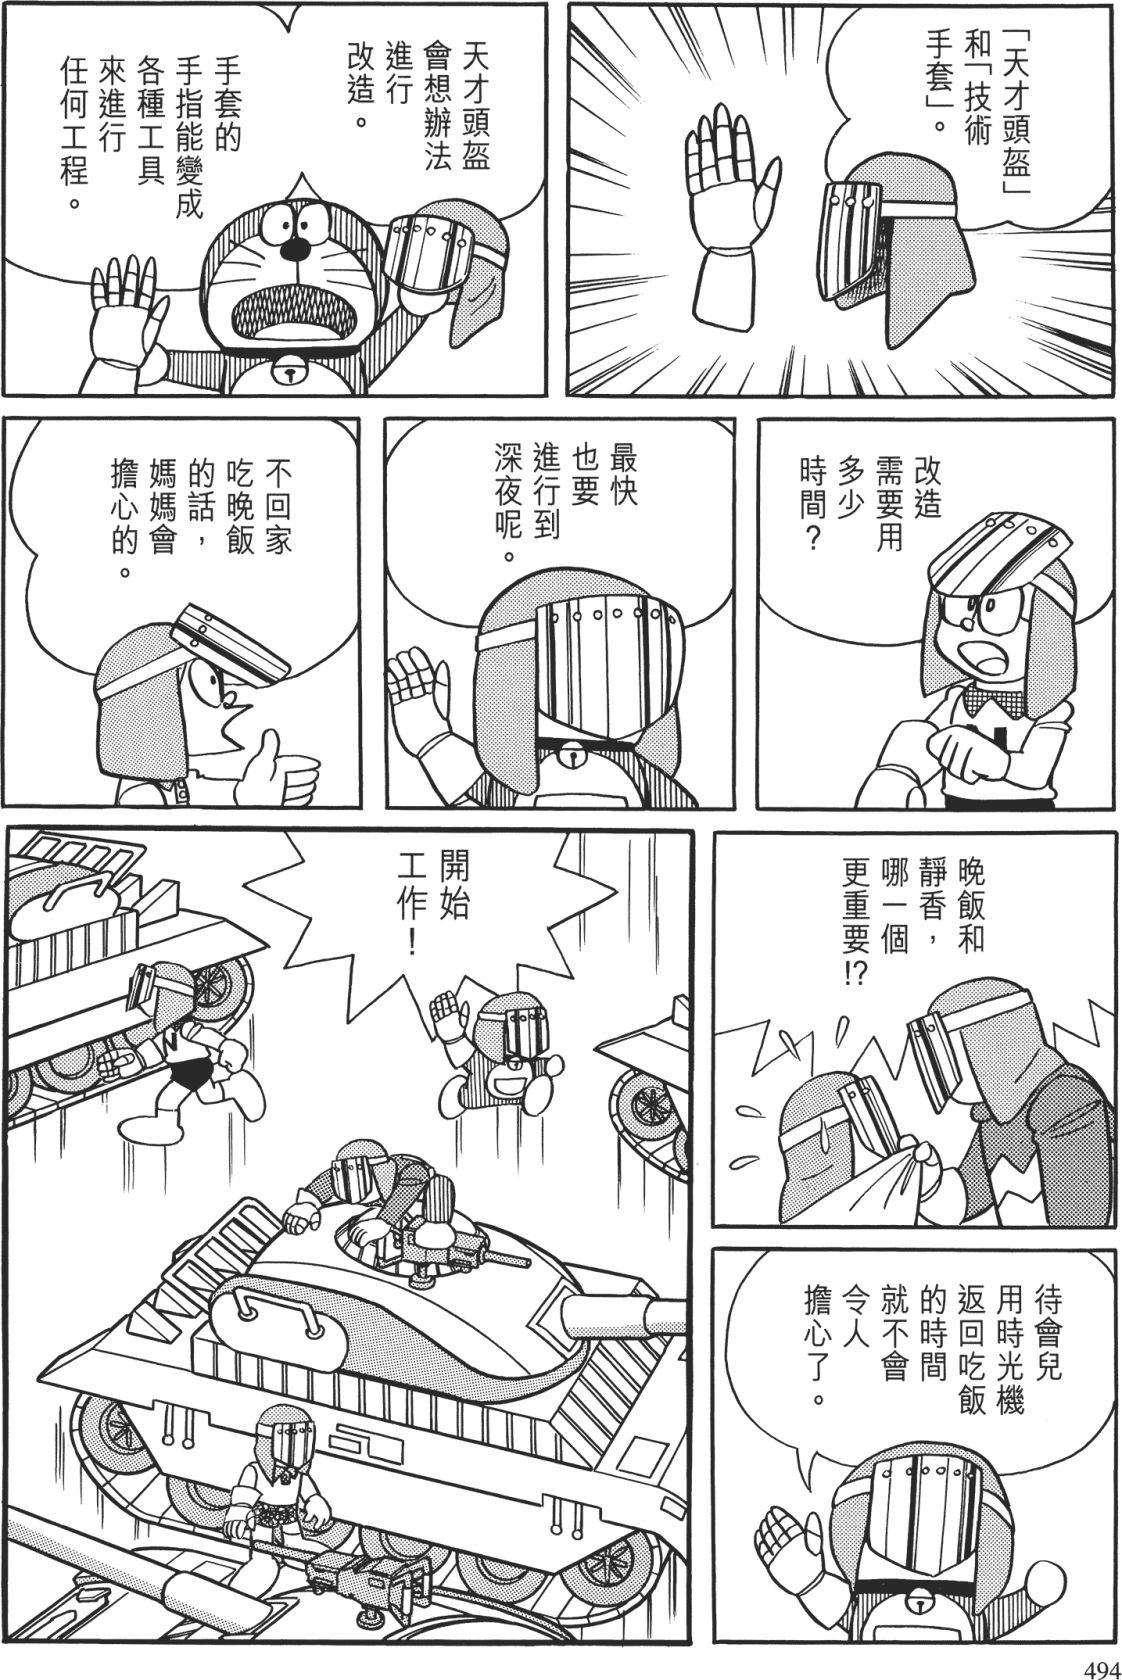 「天才頭盔」
和「技術
手套」。
天才頭盔
會想辦法
進行
改造。
手套的
手指能變成
各種工具
來進行
任何工程。
改造
需要用
多少
時間？
最快
也要
進行到
深夜呢。
不回家
吃晚飯
的話，
媽媽會
擔心的。
晚飯和
靜香，
哪一個
更重要!?
待會兒
用時光機
返回吃飯
的時間
就不會
令人
擔心了。
開始
工作！
494